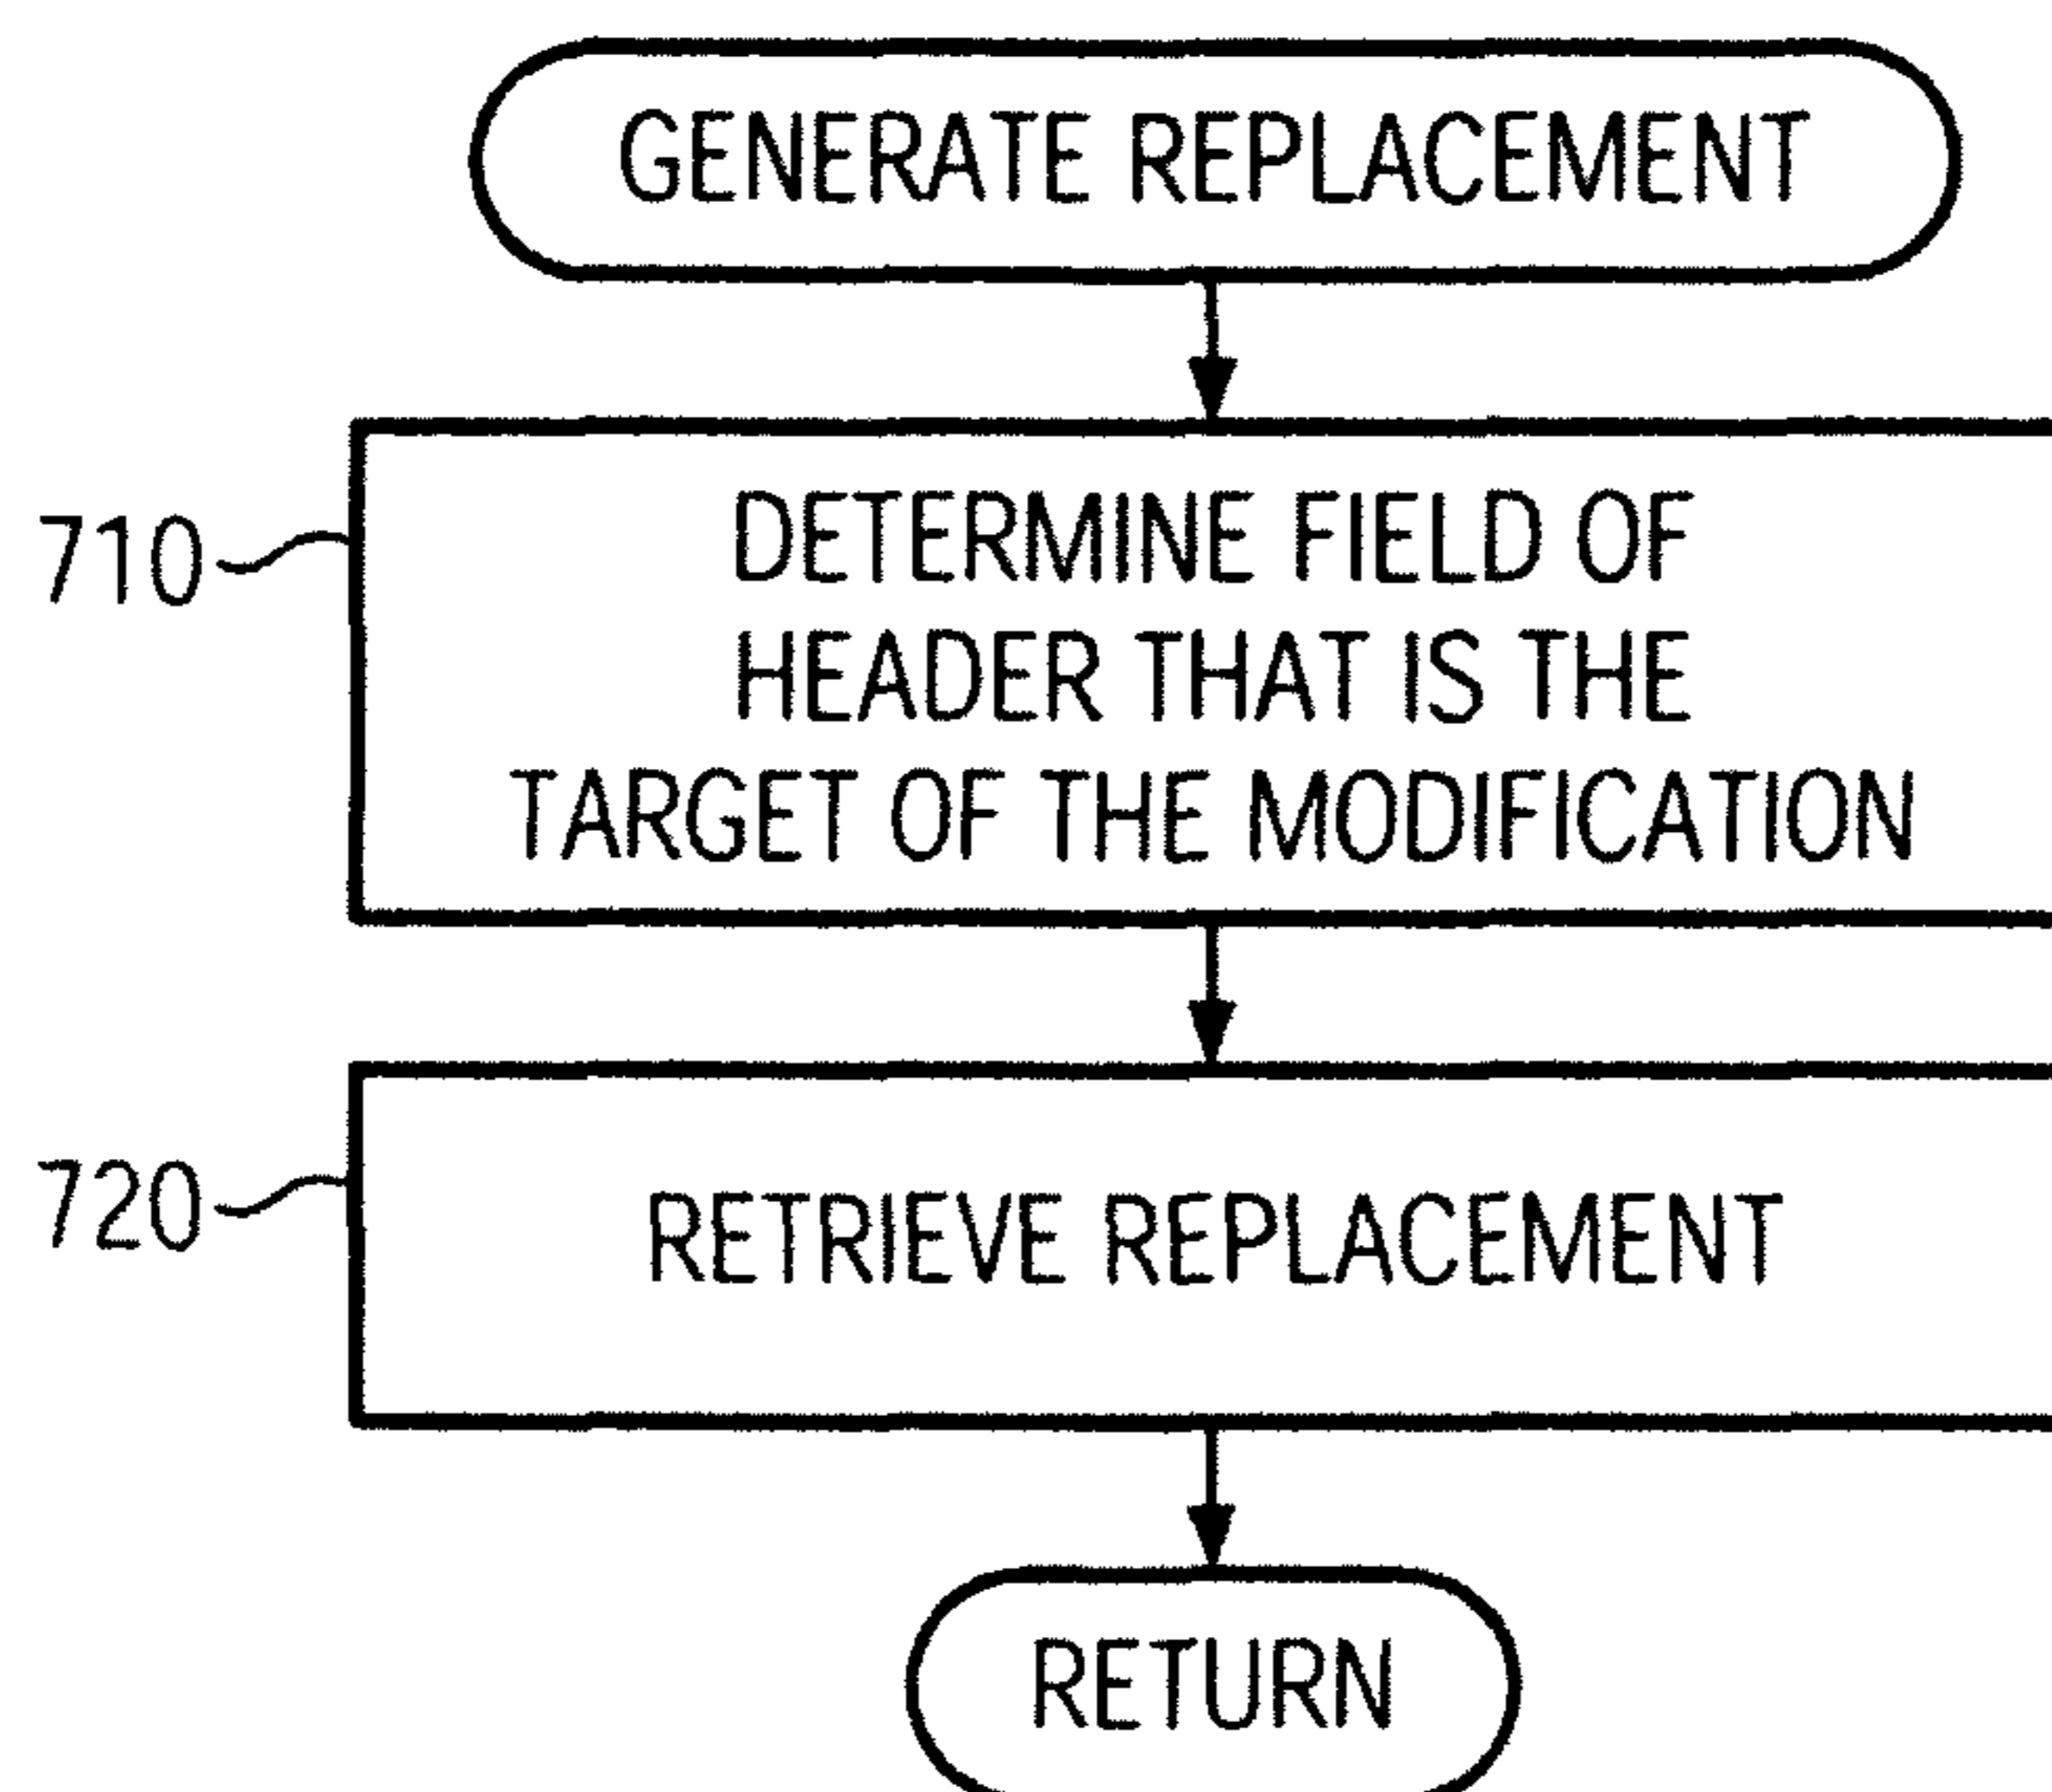 GENERATE REPLACEMENT
710
DETERMINE FIELD OF
HEADER THAT IS THE
TARGET OF THE MODIFICATION
720
RETRIEVE REPLACEMENT
RETURN